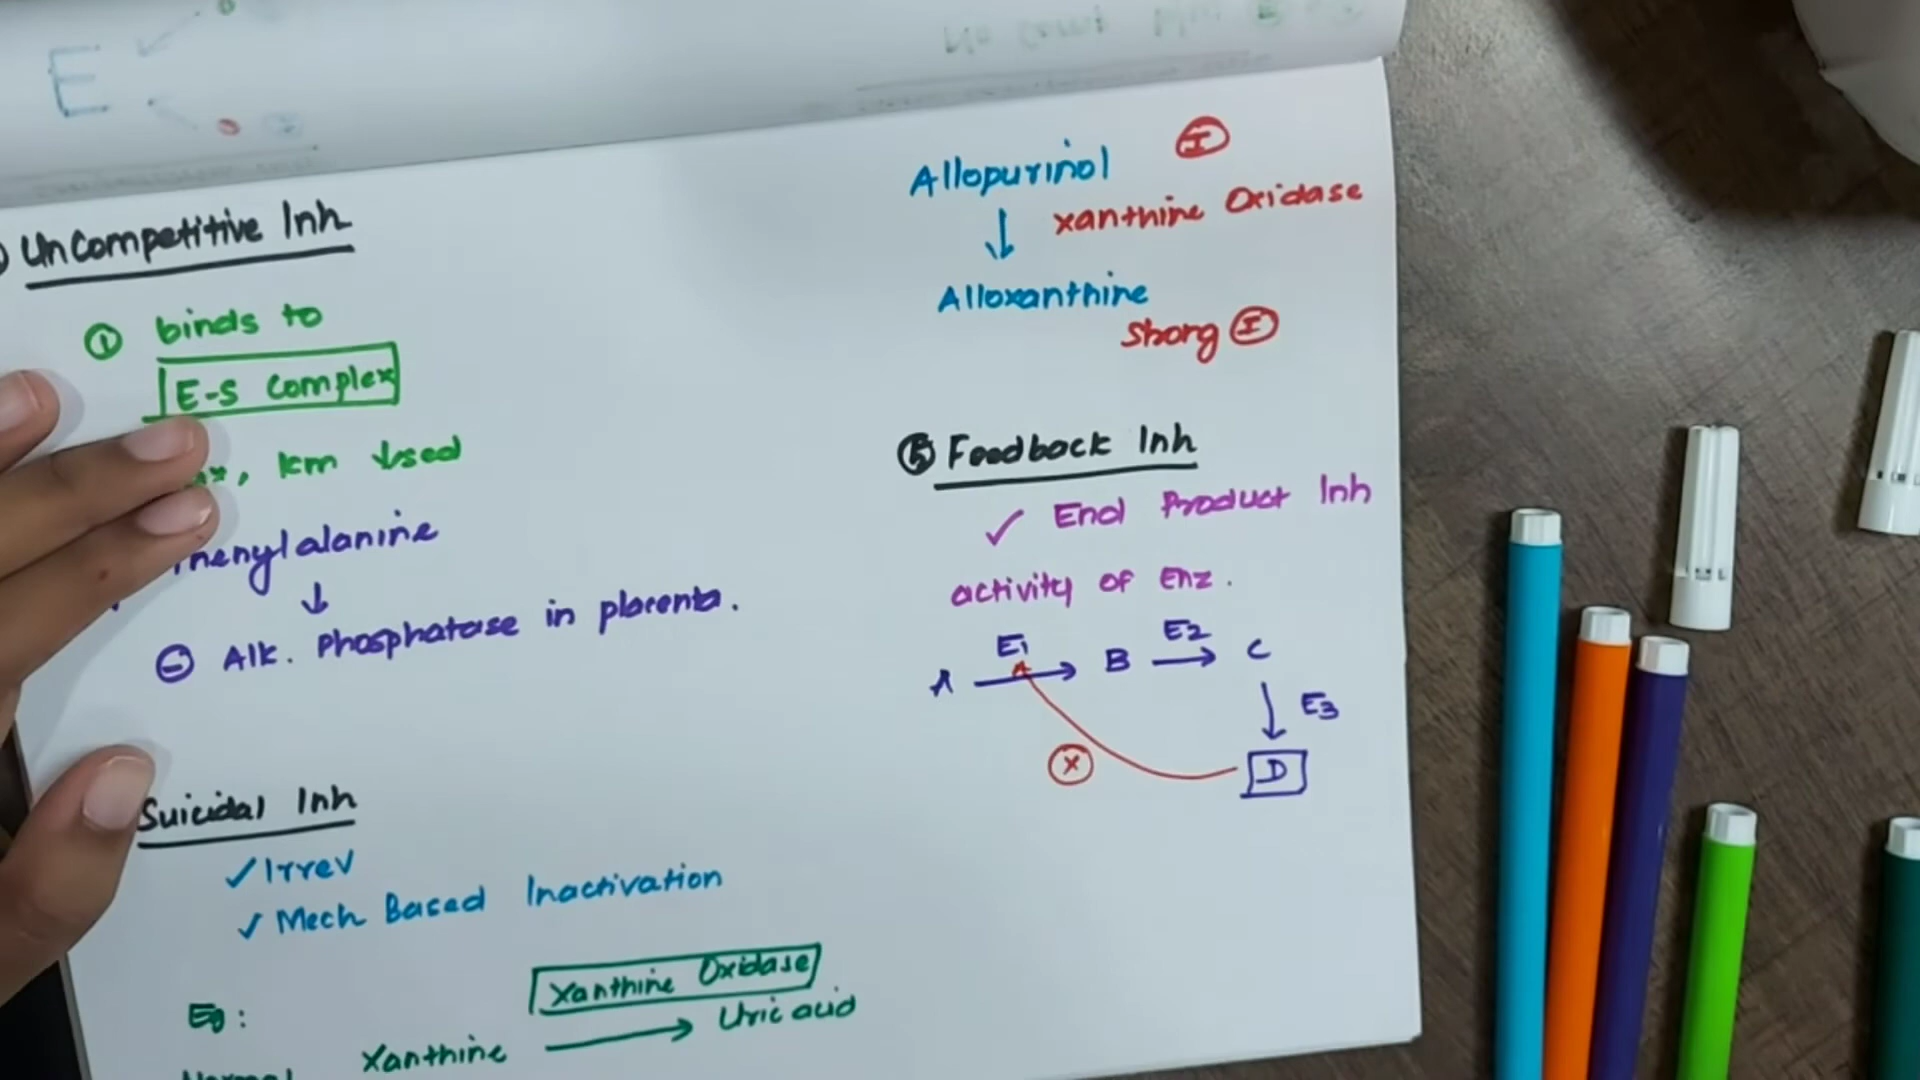 UnCompetitive Inh
① binds to
E-S Complex
, km ↓sed
Phenylalanine
↓
⊖ Alk. Phosphatase in placenta.
Suicidal Inh
✓ Irrev
✓ Mech Based Inactivation
Eg:
Xanthine Oxidase
Xanthine → Uric acid
Allopurinol Ⓘ
↓ xanthine Oxidase
Alloxanthine
Strong Ⓘ
⑤ Feedback Inh
✓ End Product Inh
activity of Enz.
A E1 → B E2 → C
↓ E3
Ⓧ D